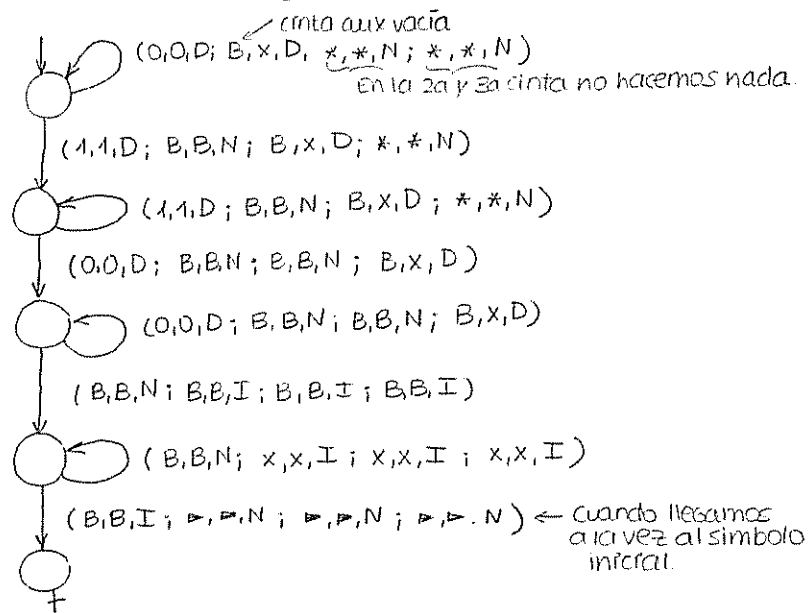 cinta aux vacía
(0,0,D; B,x,D, *,*,N; *,*,N)
En la 2a y 3a cinta no hacemos nada.
(1,1,D; B,B,N; B,x,D; *,*,N)
(1,1,D; B,B,N; B,x,D; *,*,N)
(0,0,D; B,B,N; B,B,N; B,x,D)
(0,0,D; B,B,N; B,B,N; B,x,D)
(B,B,N; B,B,I; B,B,I; B,B,I)
(B,B,N; x,x,I; x,x,I; x,x,I)
(B,B,I; ►,►,N; ►,►,N; ►,►.N) ← cuando llegamos
a la vez al simbolo
inicial.